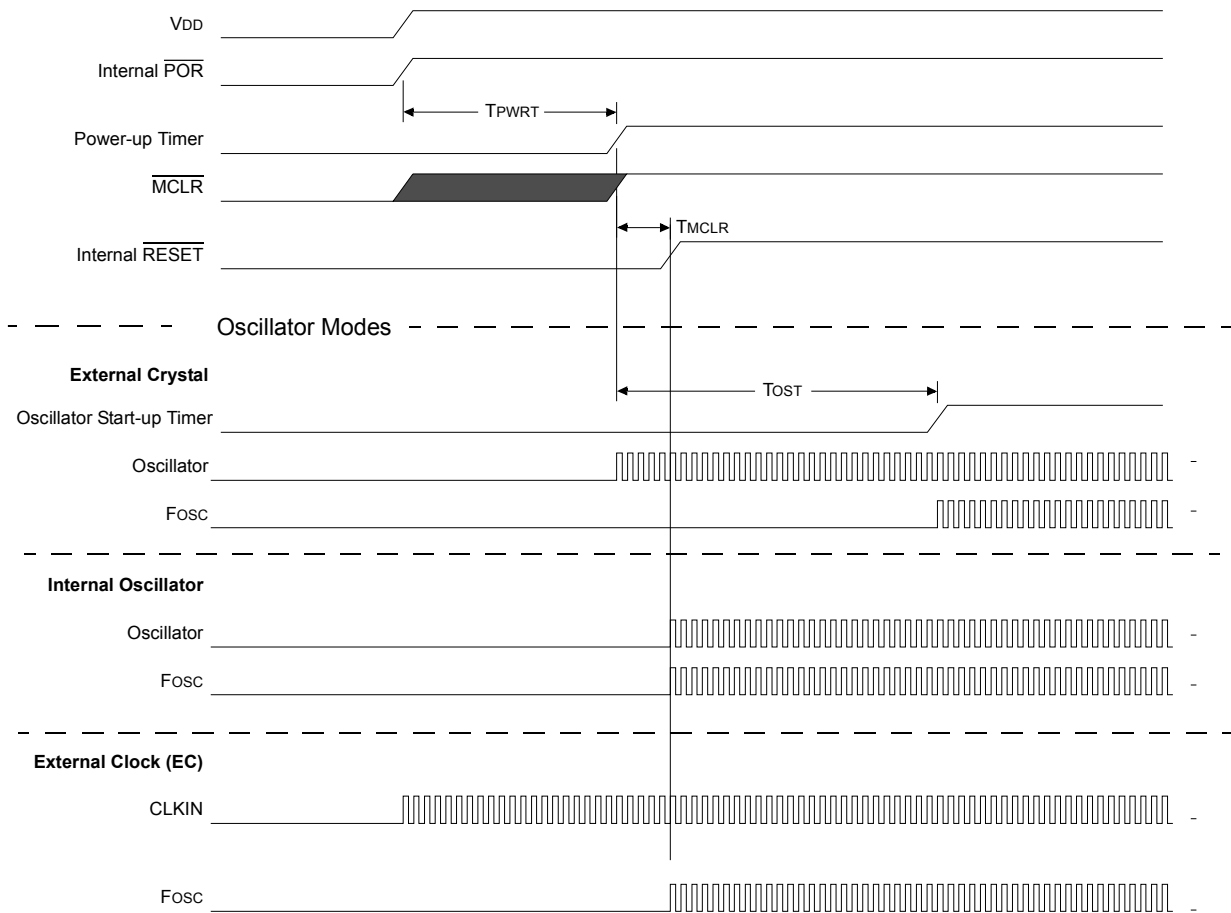 VDD
Internal POR
TPWRT
Power-up Timer
MCLR
TMCLR
Internal RESET
Oscillator Modes
External Crystal
TOST
Oscillator Start-up Timer
Oscillator
FOSC
Internal Oscillator
Oscillator
FOSC
External Clock (EC)
CLKIN
FOSC